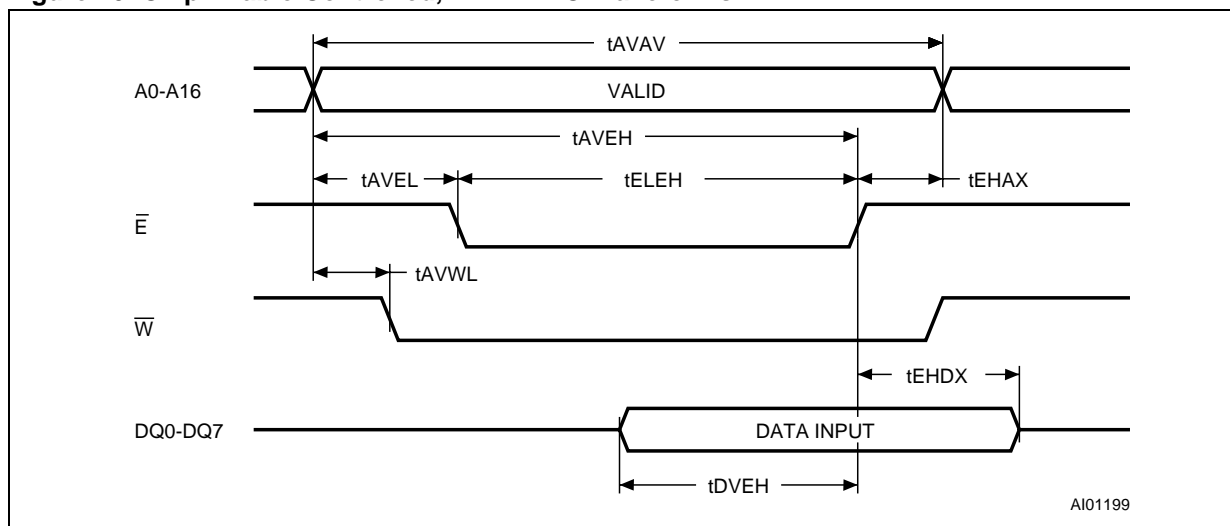 tAVAV
A0-A16
VALID
tAVEH
tAVEL
tELEH
tEHAX
E̅
tAVWL
W̅
tEHDX
DQ0-DQ7
DATA INPUT
tDVEH
AI01199